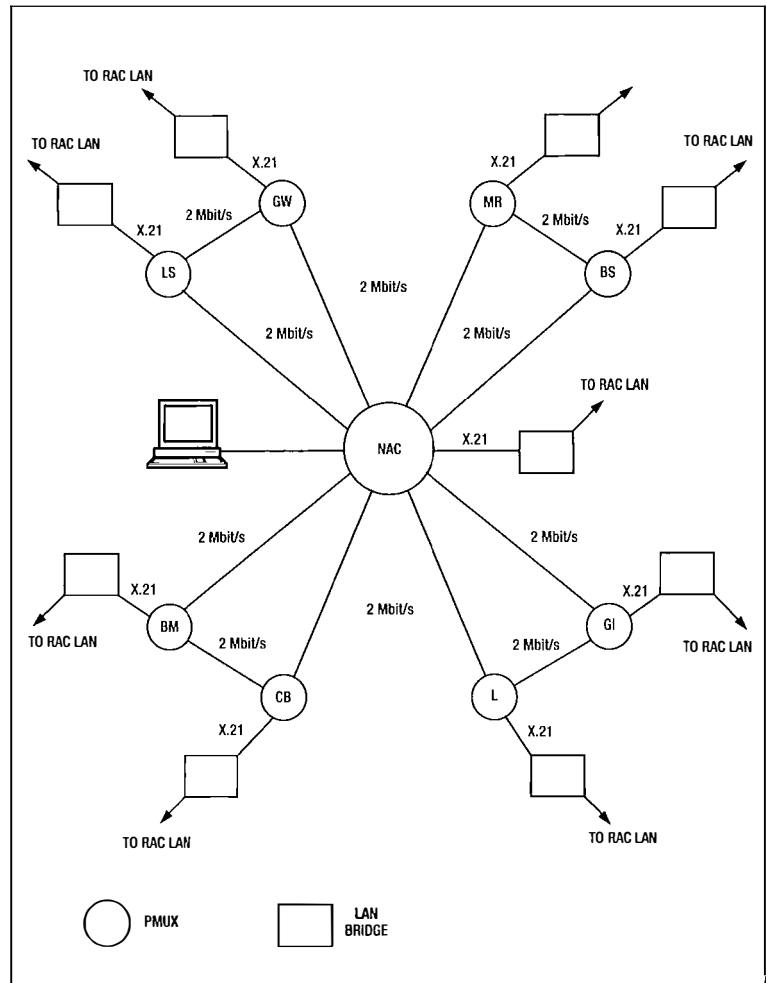 TO RAC LAN
TO RAC LAN
TO RAC LAN
X.21
X.21
GW
MR
2 Mbit/s
2 Mbit/s
X.21
X.21
LS
BS
2 Mbit/s
2 Mbit/s
2 Mbit/s
TO RAC LAN
NAC
X.21
2 Mbit/s
2 Mbit/s
X.21
X.21
2 Mbit/s
BM
GI
TO RAC LAN
2 Mbit/s
2 Mbit/s
TO RAC LAN
CB
L
X.21
X.21
TO RAC LAN
TO RAC LAN
PMUX
LAN
BRIDGE